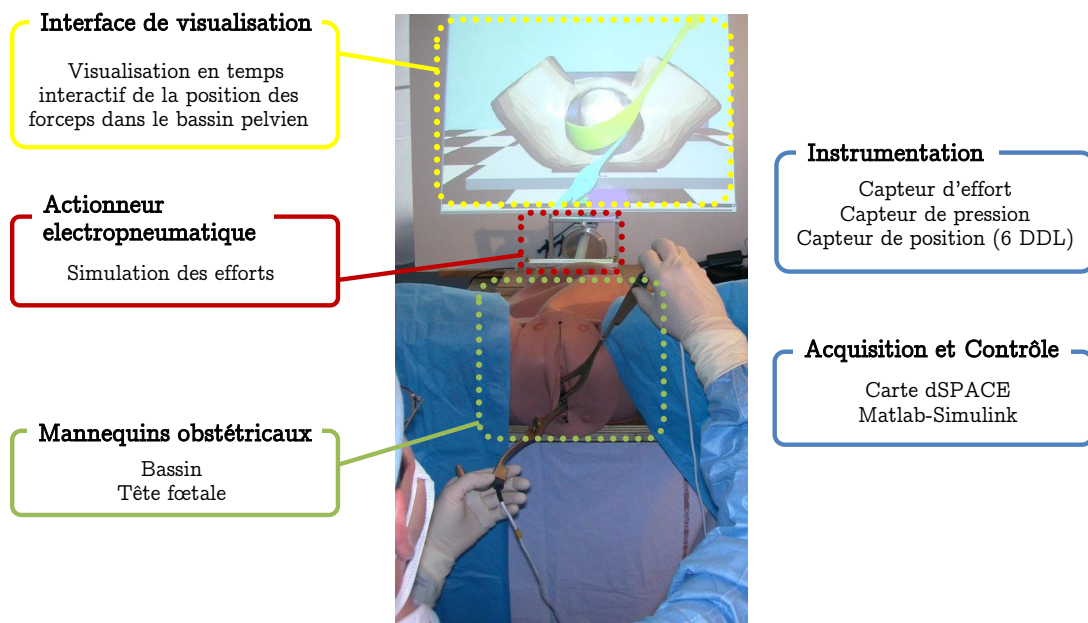 Interface de visualisation
Visualisation en temps
interactif de la position des
forceps dans le bassin pelvien
Actionneur
electropneumatique
Simulation des efforts
Mannequins obstétricaux
Bassin
Tête fœtale
Instrumentation
Capteur d'effort
Capteur de pression
Capteur de position (6 DDL)
Acquisition et Contrôle
Carte dSPACE
Matlab-Simulink